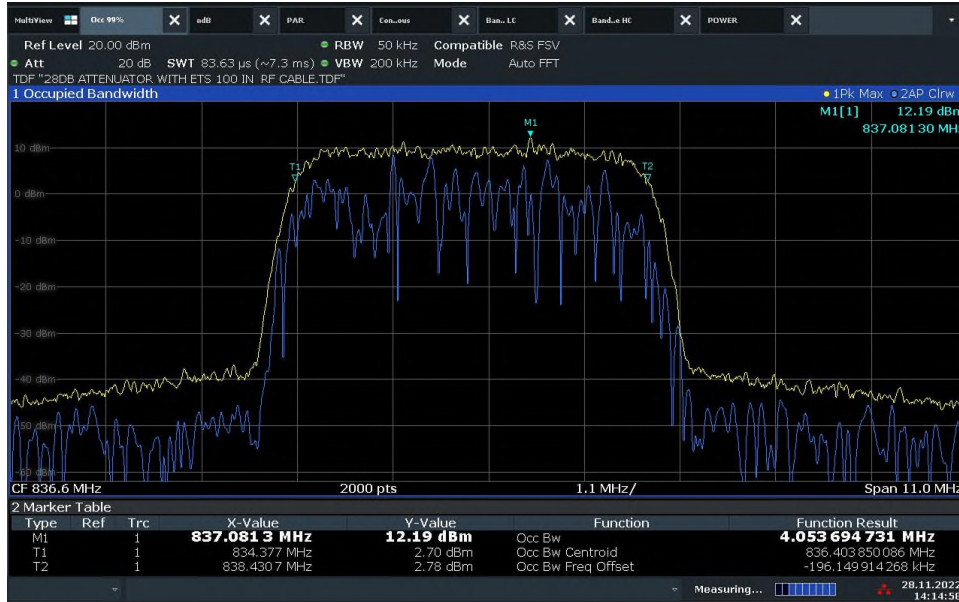 MultiView Occ 99% ndB PAR Con..ous Ban.. LC Band..e HC POWER
Ref Level 20.00 dBm RBW 50 kHz Compatible R&S FSV
Att 20 dB SWT 83.63 µs (~7.3 ms) VBW 200 kHz Mode Auto FFT
TDF "28DB ATTENUATOR WITH ETS 100 IN RF CABLE.TDF"
1 Occupied Bandwidth 1Pk Max 2AP Clrw
M1[1] 12.19 dBm
837.08130 MHz
M1
10 dBm
T1 T2
0 dBm
-10 dBm
-20 dBm
-30 dBm
-40 dBm
-50 dBm
-60 dBm
CF 836.6 MHz 2000 pts 1.1 MHz/ Span 11.0 MHz
2 Marker Table
Type Ref Trc X-Value Y-Value Function Function Result
M1 1 837.081 3 MHz 12.19 dBm Occ Bw 4.053 694 731 MHz
T1 1 834.377 MHz 2.70 dBm Occ Bw Centroid 836.403 850 086 MHz
T2 1 838.430 7 MHz 2.78 dBm Occ Bw Freq Offset -196.149 914 268 kHz
Measuring... 28.11.2022
14:14:58